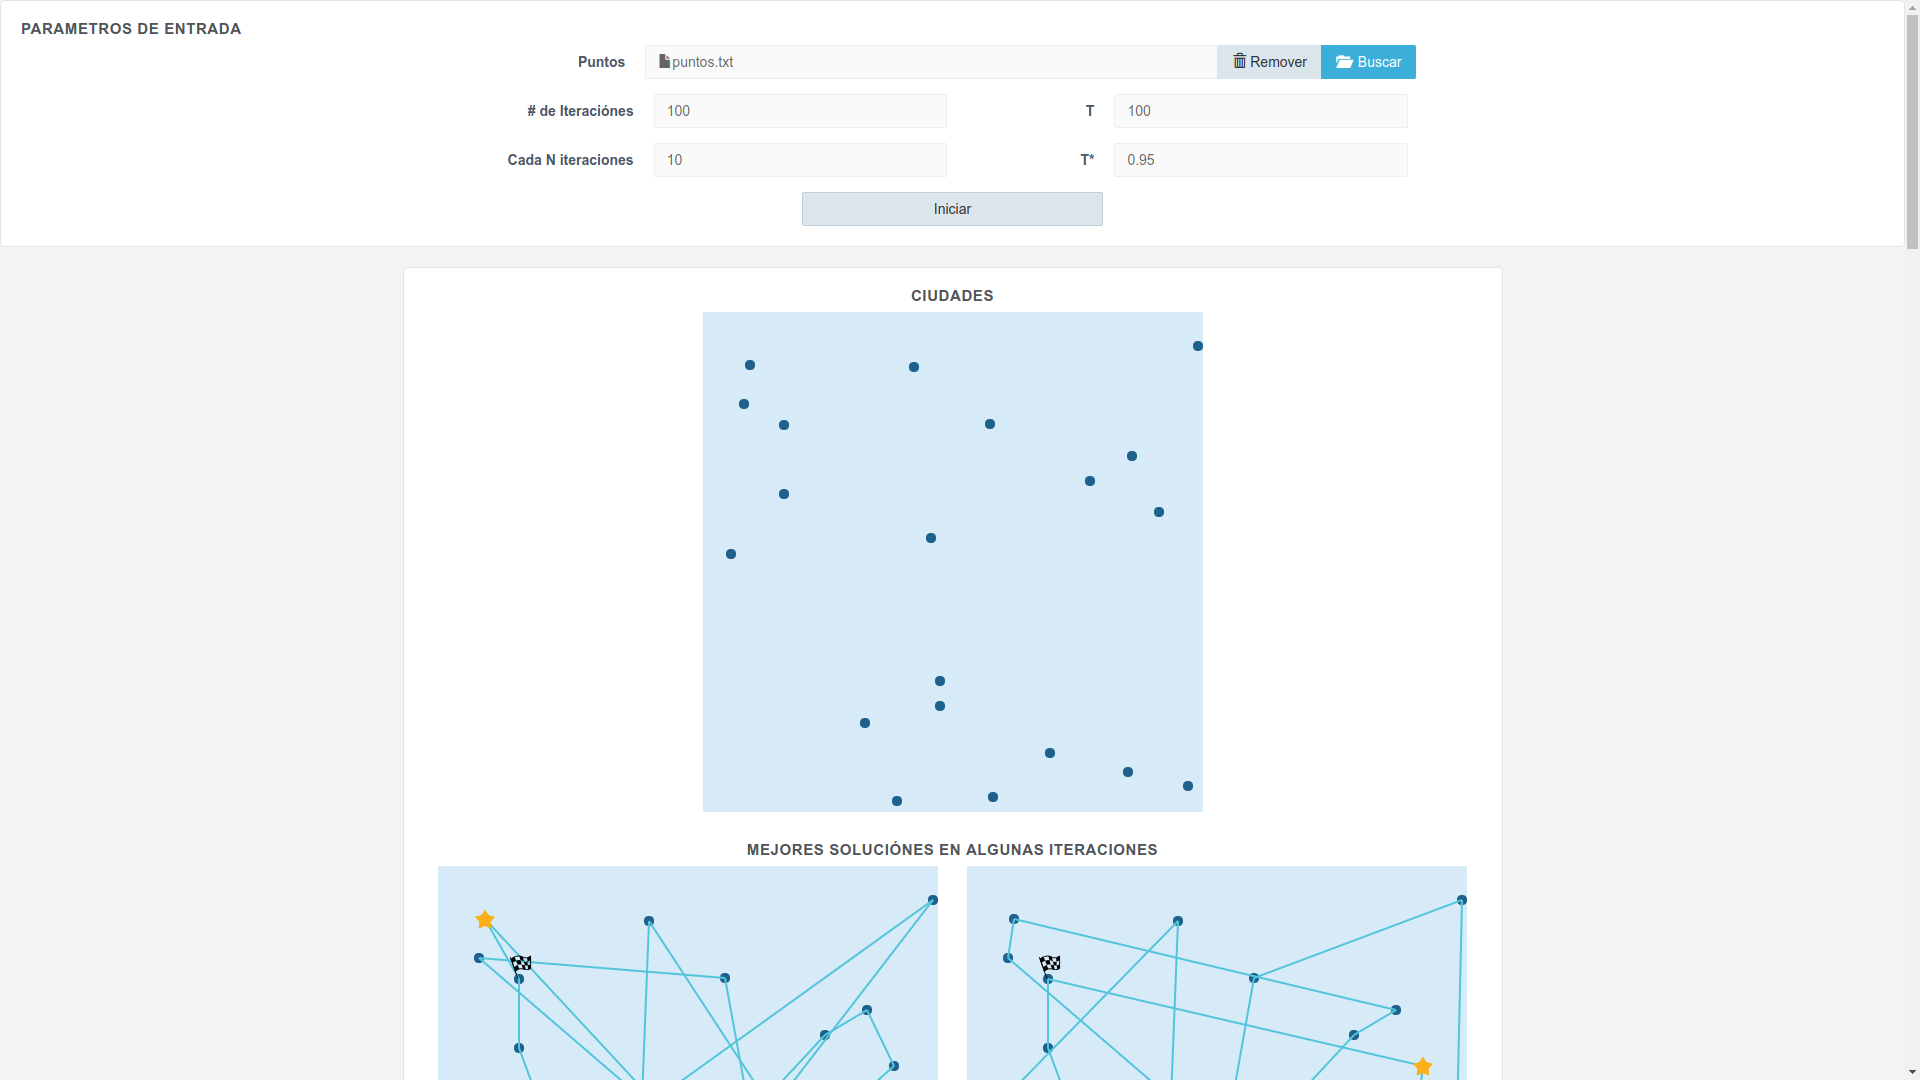 PARAMETROS DE ENTRADA
Puntos puntos.txt Remover Buscar
# de Iteraciónes 100 T 100
Cada N iteraciones 10 T* 0.95
Iniciar
CIUDADES
MEJORES SOLUCIÓNES EN ALGUNAS ITERACIONES